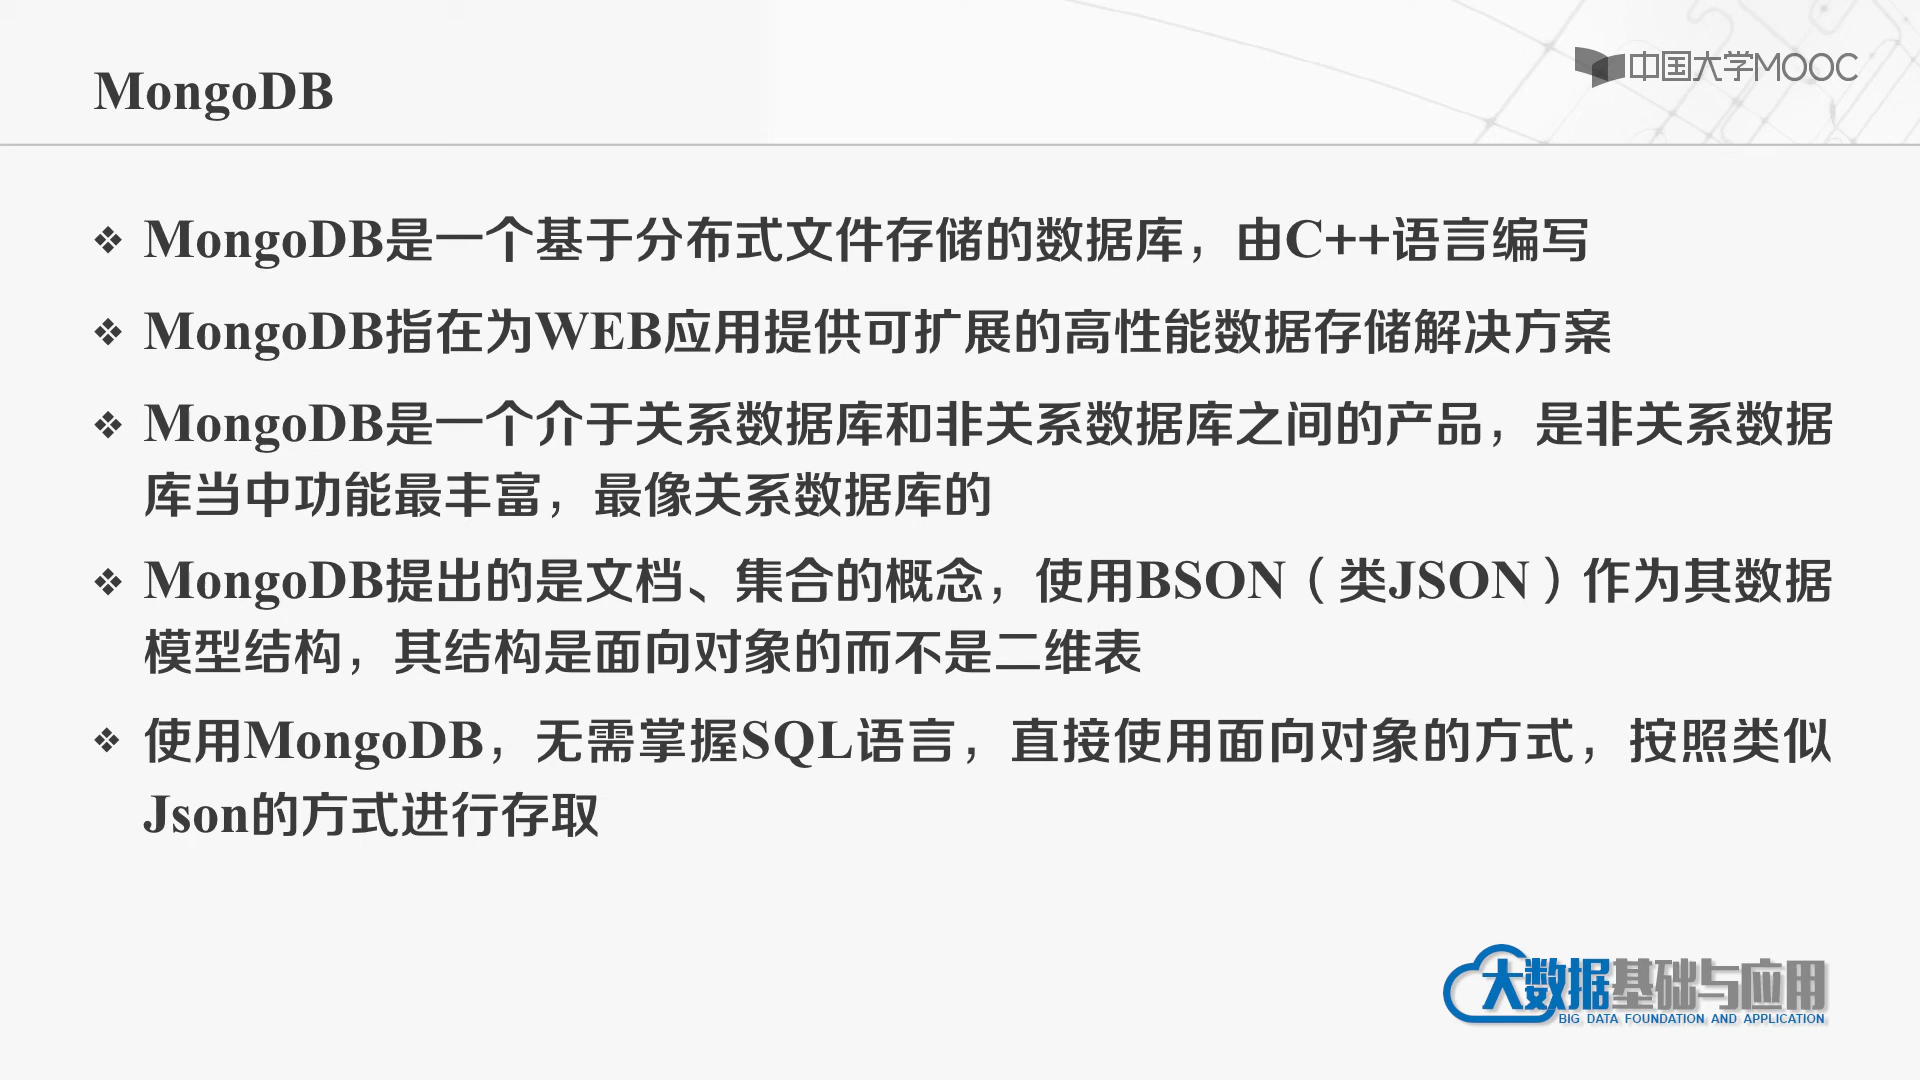 MongoDB
中国大学MOOC
MongoDB是一个基于分布式文件存储的数据库，由C++语言编写
MongoDB指在为WEB应用提供可扩展的高性能数据存储解决方案
MongoDB是一个介于关系数据库和非关系数据库之间的产品，是非关系数据
库当中功能最丰富，最像关系数据库的
MongoDB提出的是文档、集合的概念，使用BSON（类JSON）作为其数据
模型结构，其结构是面向对象的而不是二维表
使用MongoDB，无需掌握SQL语言，直接使用面向对象的方式，按照类似
Json的方式进行存取
大数据基础与应用
BIG DATA FOUNDATION AND APPLICATION